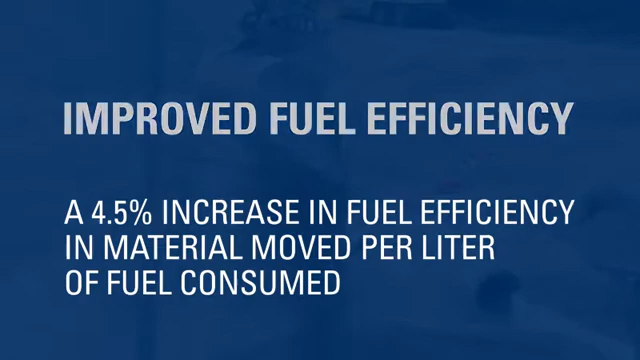 IMPROVED FUEL EFFICIENCY
A 4.5% INCREASE IN FUEL EFFICIENCY
IN MATERIAL MOVED PER LITER
OF FUEL CONSUMED